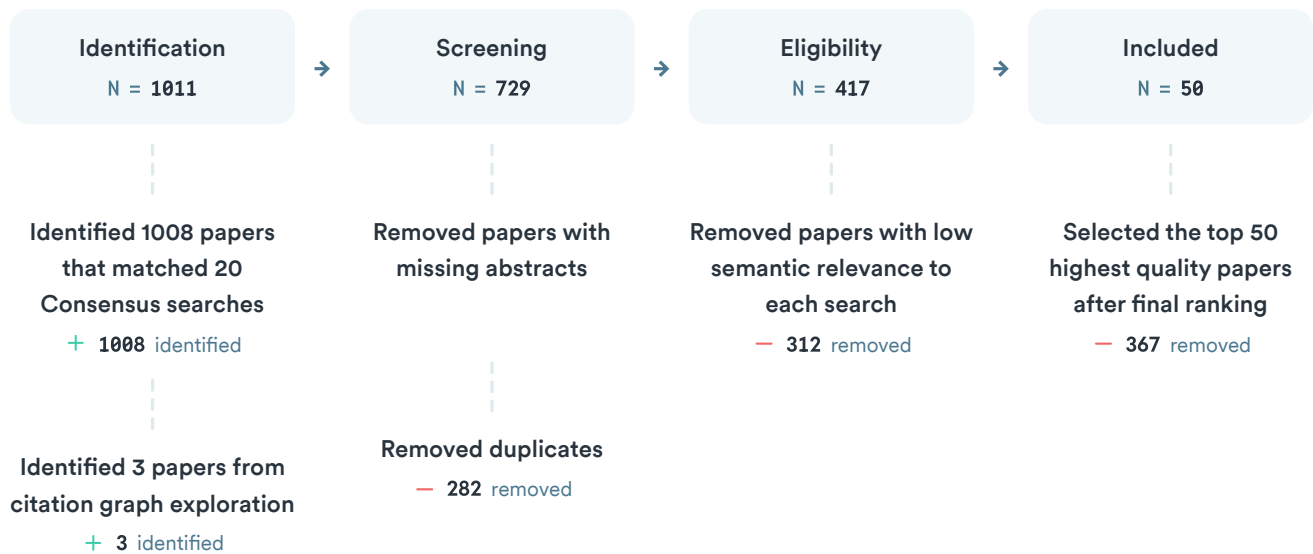 Identification
N = 1011
Identified 1008 papers
that matched 20
Consensus searches
+ 1008 identified
Identified 3 papers from
citation graph exploration
+ 3 identified
Screening
N = 729
Removed papers with
missing abstracts
Removed duplicates
− 282 removed
Eligibility
N = 417
Removed papers with low
semantic relevance to
each search
− 312 removed
Included
N = 50
Selected the top 50
highest quality papers
after final ranking
− 367 removed